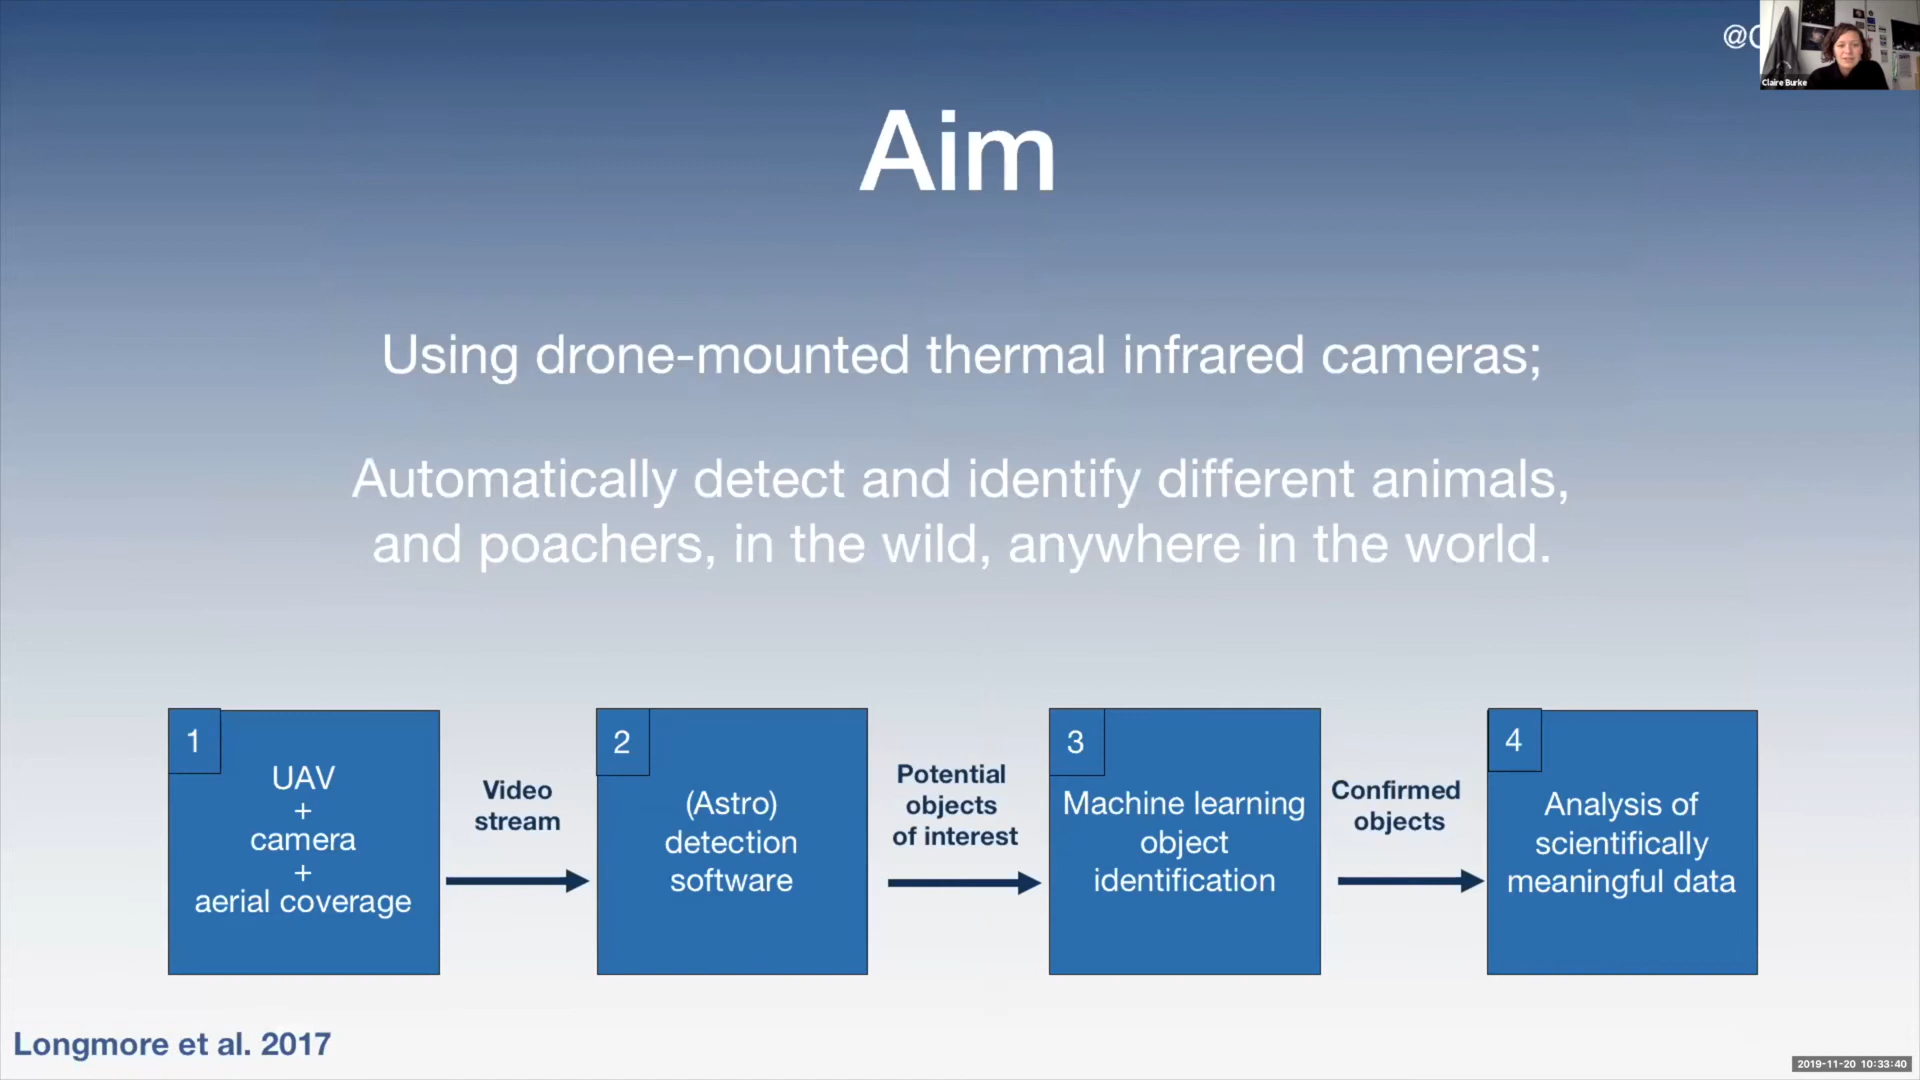 @C
Claire Burke
Aim
Using drone-mounted thermal infrared cameras;
Automatically detect and identify different animals,
and poachers, in the wild, anywhere in the world.
1
UAV
+
camera
+
aerial coverage
Video
stream
2
(Astro)
detection
software
Potential
objects
of interest
3
Machine learning
object
identification
Confirmed
objects
4
Analysis of
scientifically
meaningful data
Longmore et al. 2017
2019-11-20 10:33:40